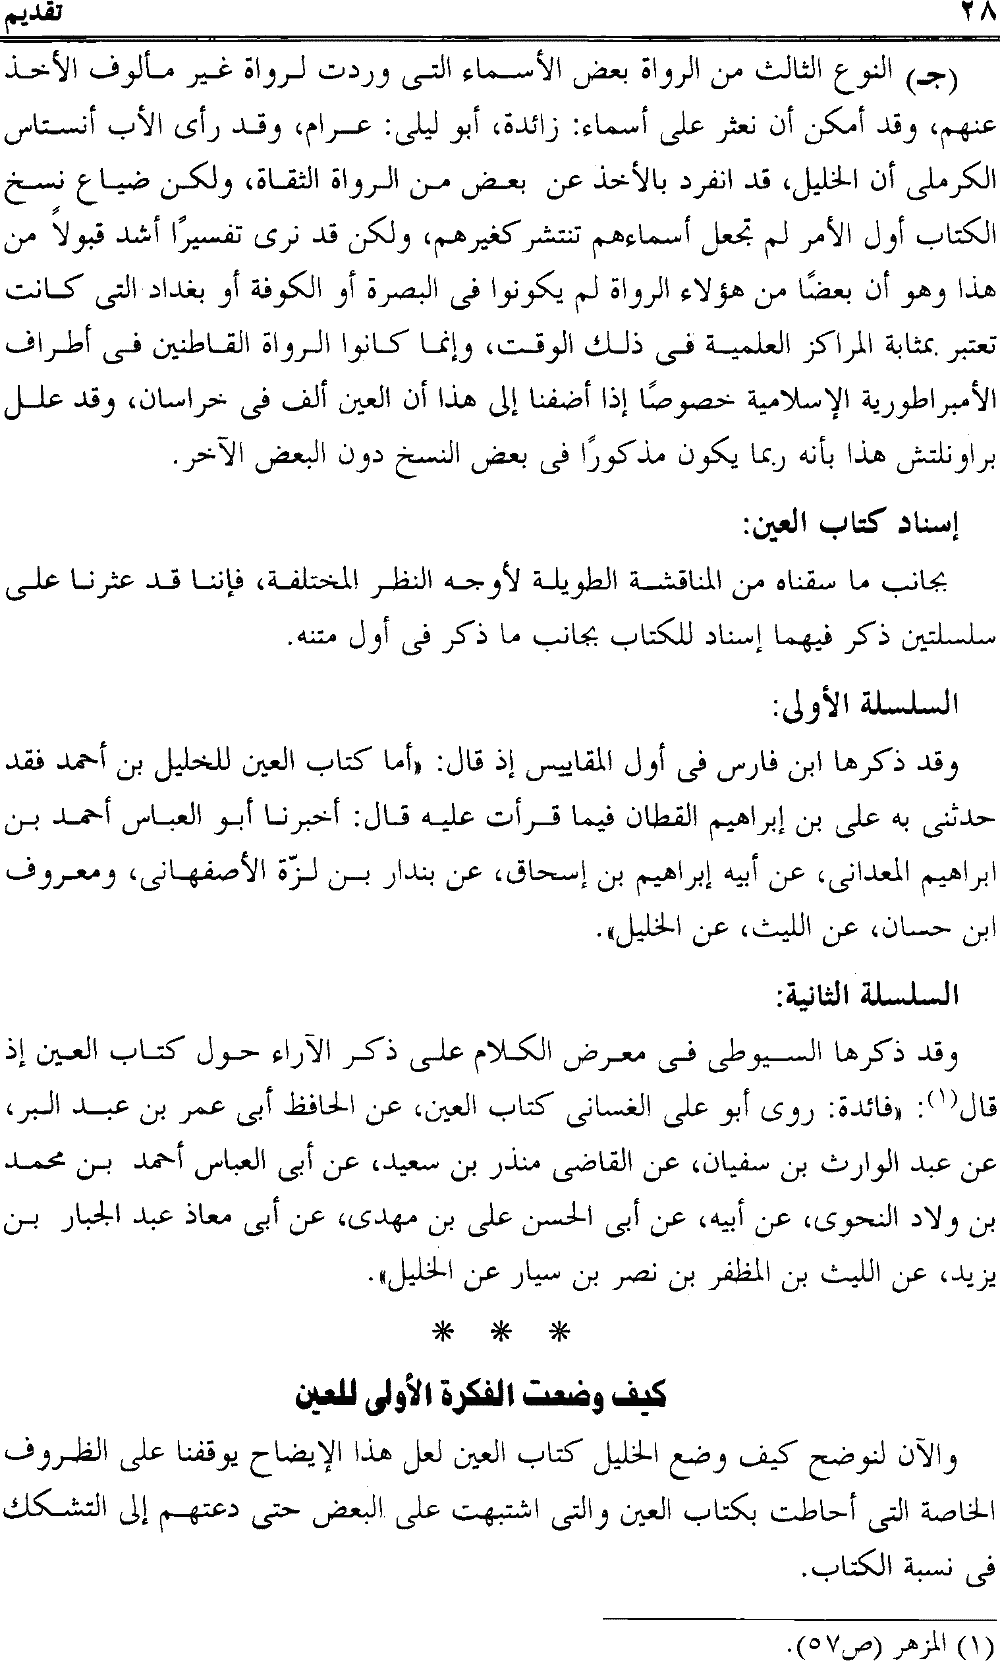 ٢٨ تقديم
(جـ) النوع الثالث من الرواة بعض الأسماء التى وردت لرواة غير مألوف الأخذ
عنهم، وقد أمكن أن نعثر على أسماء: زائدة، أبو ليلى: عرام، وقد رأى الأب أنستاس
الكرملى أن الخليل، قد انفرد بالأخذ عن بعض من الرواة الثقاة، ولكن ضياع نسخ
الكتاب أول الأمر لم تجعل أسماءهم تنتشر كغيرهم، ولكن قد نرى تفسيرًا أشد قبولاً من
هذا وهو أن بعضًا من هؤلاء الرواة لم يكونوا فى البصرة أو الكوفة أو بغداد التى كانت
تعتبر بمثابة المراكز العلمية فى ذلك الوقت، وإنما كانوا الرواة القاطنين فى أطراف
الأمبراطورية الإسلامية خصوصًا إذا أضفنا إلى هذا أن العين ألف فى خراسان، وقد علل
براونلتش هذا بأنه ربما يكون مذكورًا فى بعض النسخ دون البعض الآخر.
إسناد كتاب العين:
بجانب ما سقناه من المناقشة الطويلة لأوجه النظر المختلفة، فإننا قد عثرنا على
سلسلتين ذكر فيهما إسناد للكتاب بجانب ما ذكر فى أول متنه.
السلسلة الأولى:
وقد ذكرها ابن فارس فى أول المقاييس إذ قال: «أما كتاب العين للخليل بن أحمد فقد
حدثنى به على بن إبراهيم القطان فيما قرأت عليه قال: أخبرنا أبو العباس أحمد بن
ابراهيم المعدانى، عن أبيه إبراهيم بن إسحاق، عن بندار بن لزّة الأصفهانى، ومعروف
ابن حسان، عن الليث، عن الخليل».
السلسلة الثانية:
وقد ذكرها السيوطى فى معرض الكلام على ذكر الآراء حول كتاب العين إذ
قال(١): «فائدة: روى أبو على الغسانى كتاب العين، عن الحافظ أبى عمر بن عبد البر،
عن عبد الوارث بن سفيان، عن القاضى منذر بن سعيد، عن أبى العباس أحمد بن محمد
بن ولاد النحوى، عن أبيه، عن أبى الحسن على بن مهدى، عن أبى معاذ عبد الجبار بن
يزيد، عن الليث بن المظفر بن نصر بن سيار عن الخليل».
* * *
كيف وضعت الفكرة الأولى للعين
والآن لنوضح كيف وضع الخليل كتاب العين لعل هذا الإيضاح يوقفنا على الظروف
الخاصة التى أحاطت بكتاب العين والتى اشتبهت على البعض حتى دعتهم إلى التشكك
فى نسبة الكتاب.
(١) المزهر (ص٥٧).